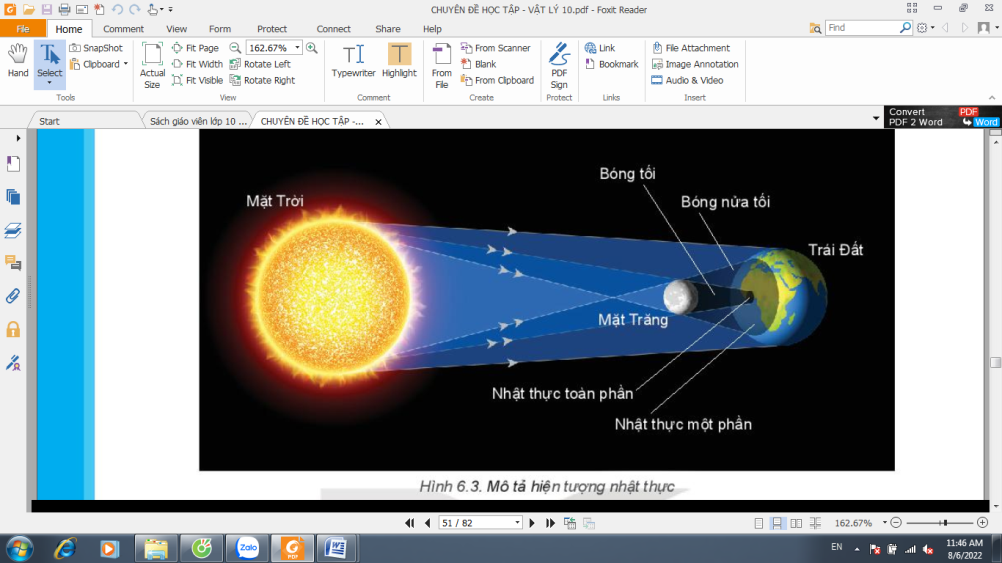 CHUYÊN ĐỀ HỌC TẬP - VẬT LÝ 10.pdf - Foxit Reader
File Home Comment View Form Protect Connect Share Help Find
SnapShot Fit Page 162.67% From Scanner Link File Attachment
Clipboard Fit Width Rotate Left Blank Bookmark Image Annotation
Hand Select Actual Size Fit Visible Rotate Right Typewriter Highlight From File From Clipboard PDF Sign Audio & Video
Tools View Comment Create Protect Links Insert
Start Sách giáo viên lớp 10 ... CHUYÊN ĐỀ HỌC TẬP -...
Convert PDF
PDF 2 Word Word
Bóng tối
Mặt Trời
Bóng nửa tối
Trái Đất
Mặt Trăng
Nhật thực toàn phần
Nhật thực một phần
Hình 6.3. Mô tả hiện tượng nhật thực
51 / 82 162.67%
Zalo PDF EN 11:46 AM
8/6/2022